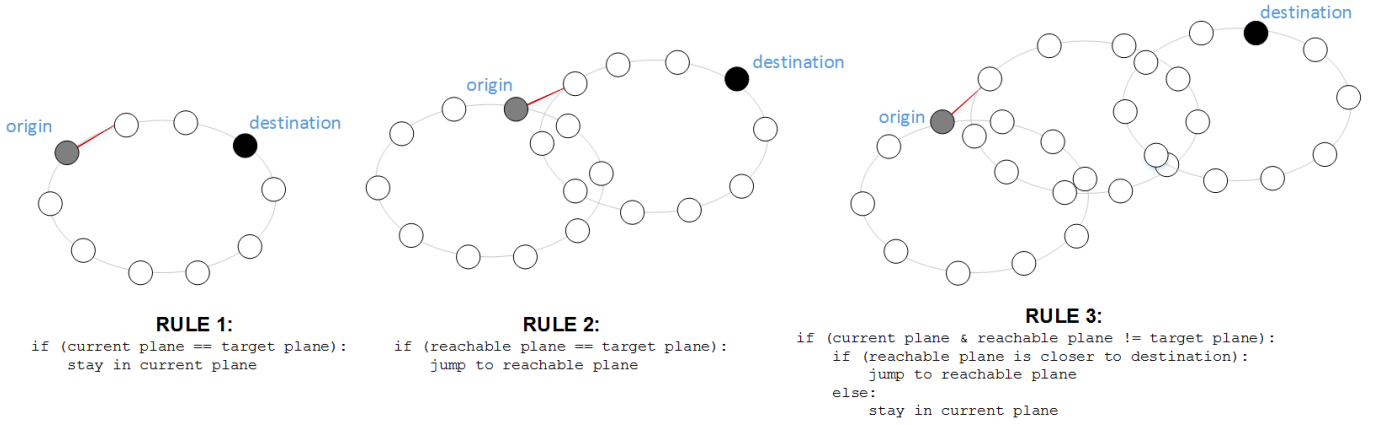 origin
destination
RULE 1:
if (current plane == target plane):
    stay in current plane
origin
destination
RULE 2:
if (reachable plane == target plane):
    jump to reachable plane
origin
destination
RULE 3:
if (current plane & reachable plane != target plane):
    if (reachable plane is closer to destination):
        jump to reachable plane
    else:
        stay in current plane